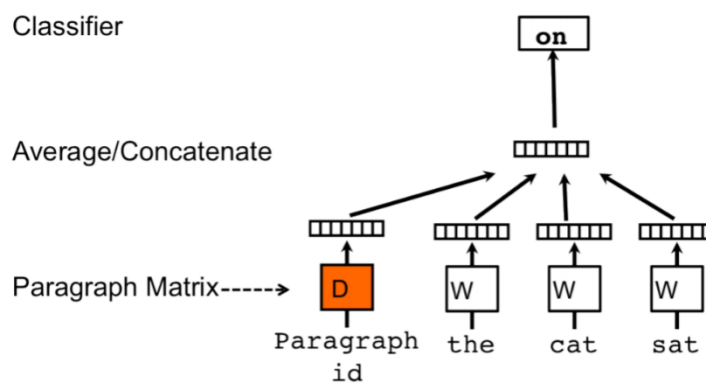 Classifier
on
Average/Concatenate
Paragraph Matrix
D
W
W
W
Paragraph
id
the
cat
sat